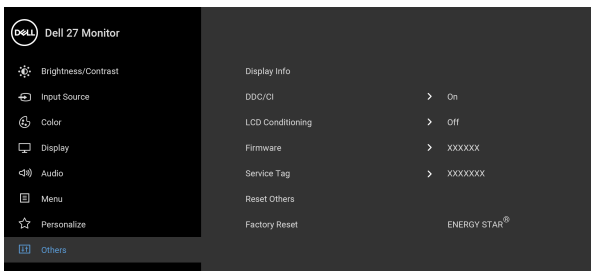 DELL Dell 27 Monitor
Brightness/Contrast Display Info
Input Source DDC/CI On
Color LCD Conditioning Off
Display Firmware XXXXXX
Audio Service Tag XXXXXXX
Menu Reset Others
Personalize Factory Reset ENERGY STAR®
Others